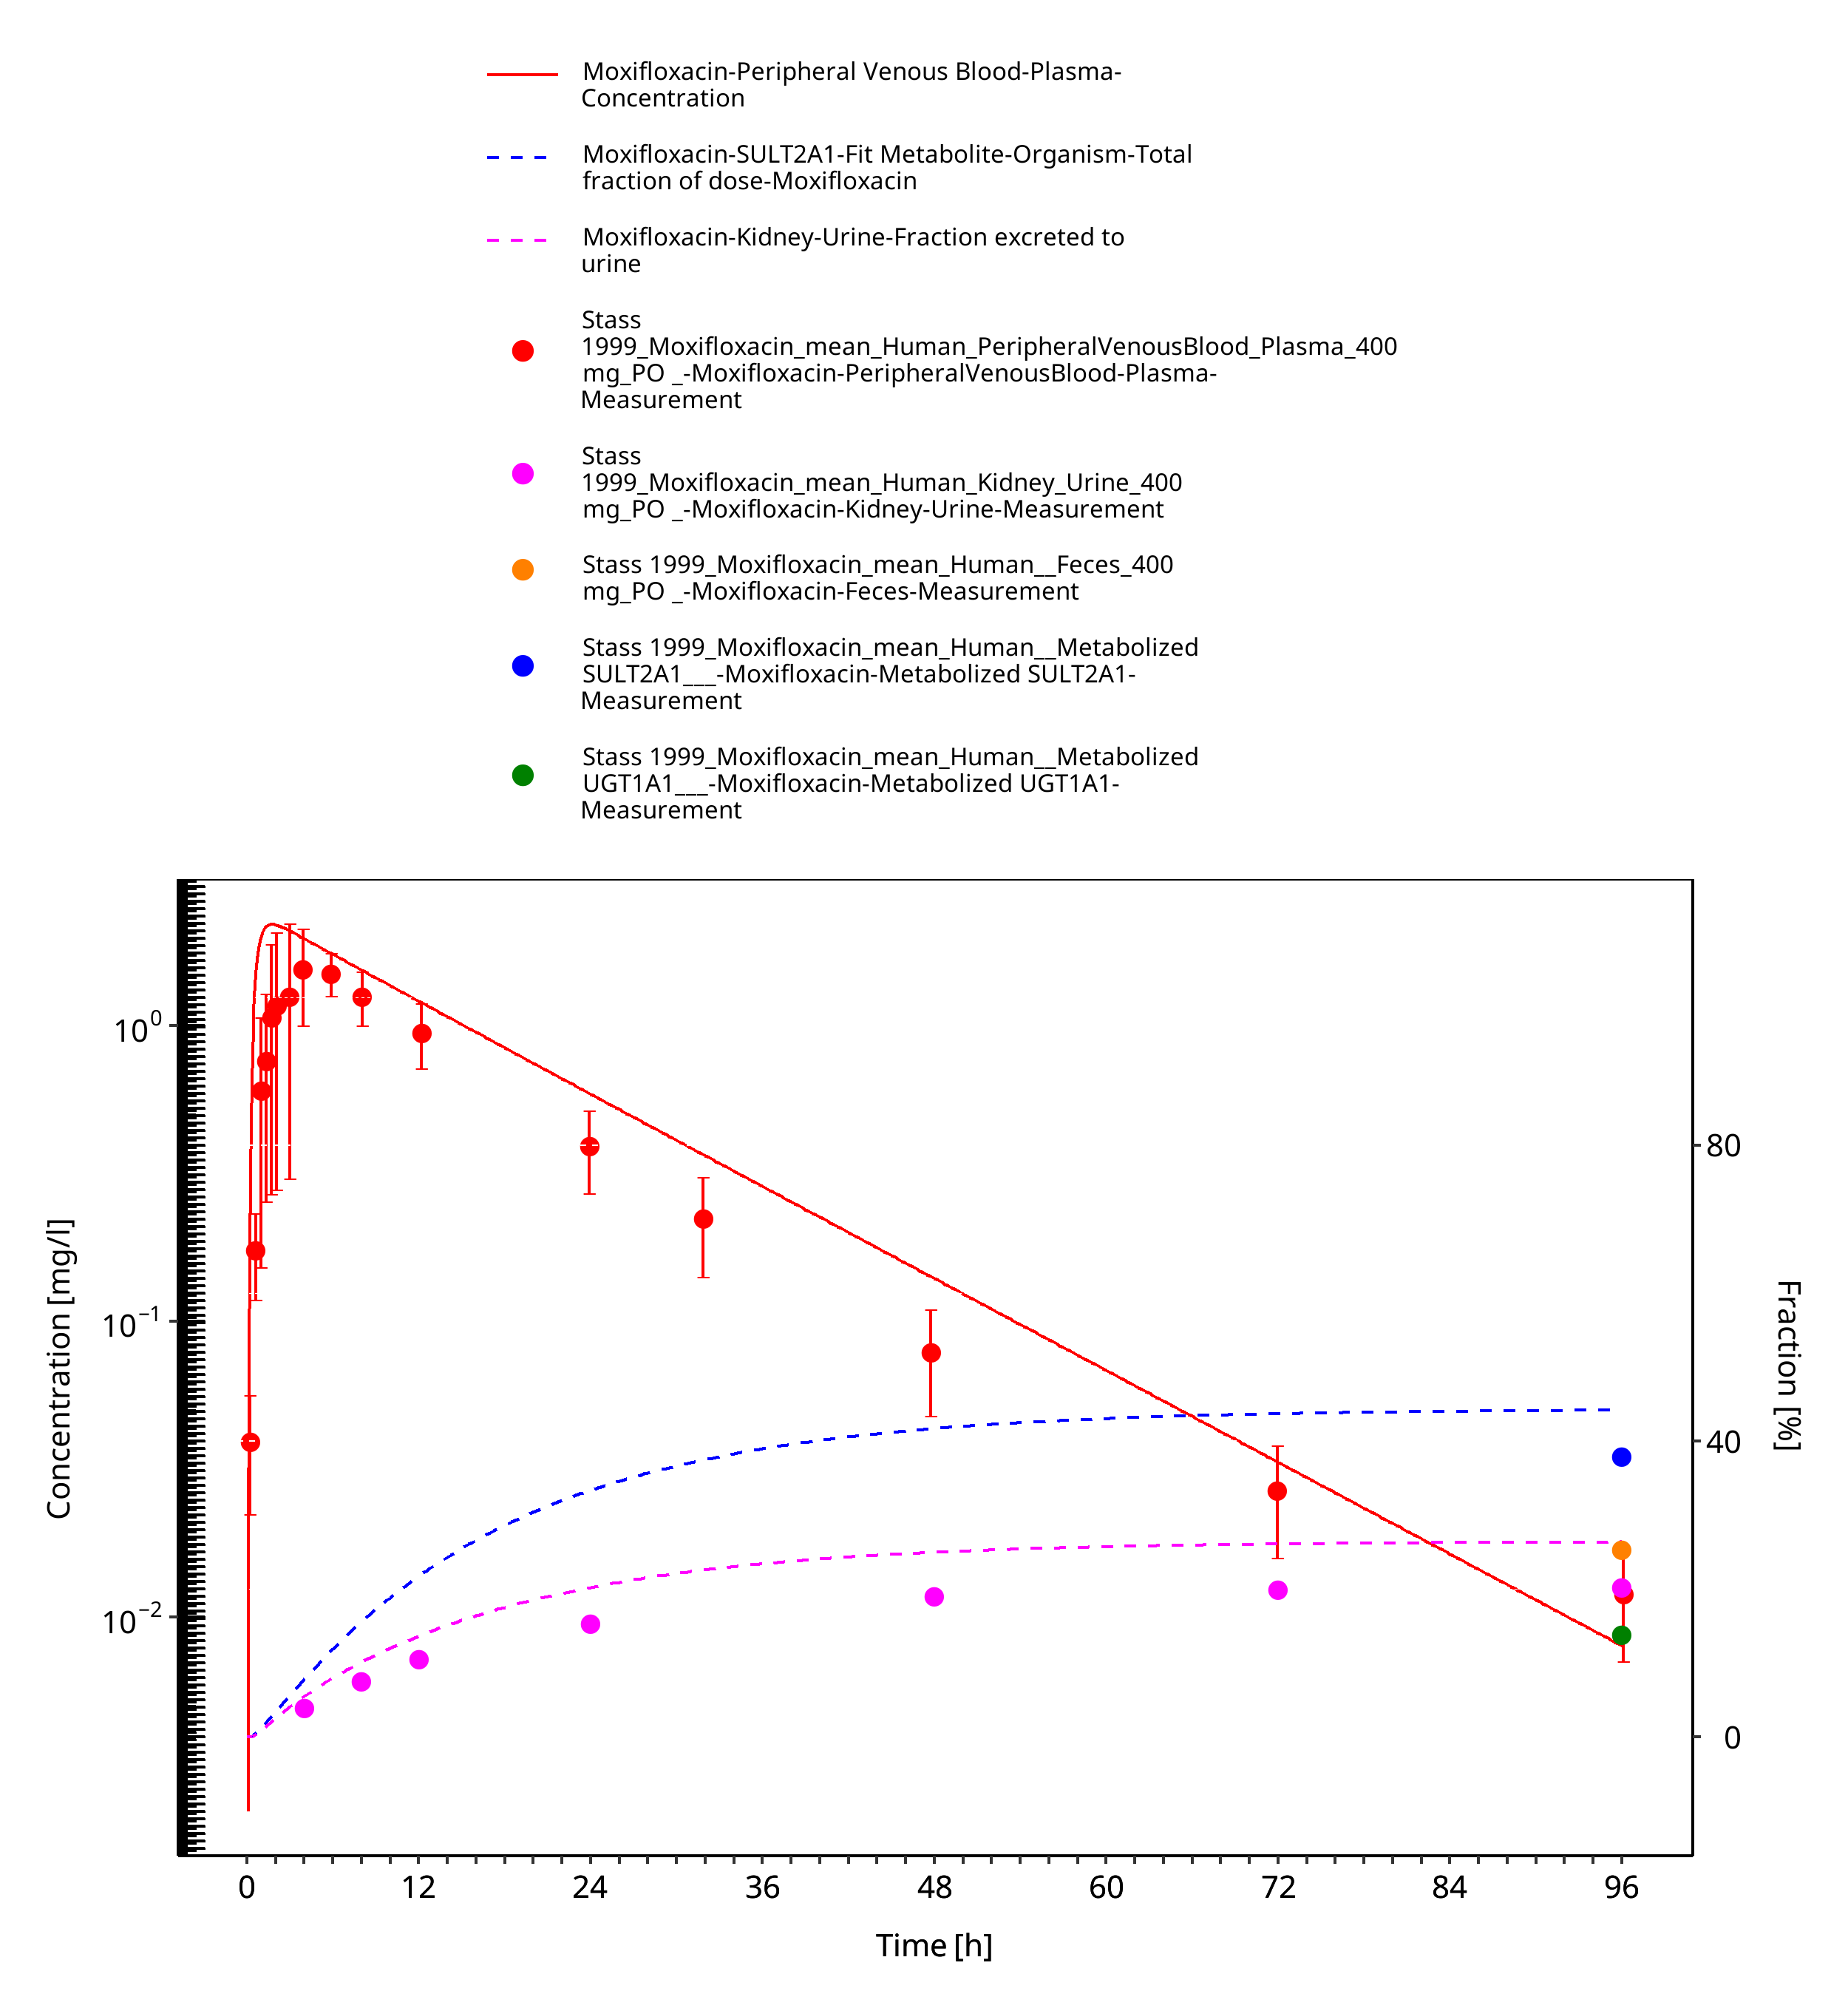 Moxifloxacin-Peripheral Venous Blood-Plasma-
Concentration
Moxifloxacin-SULT2A1-Fit Metabolite-Organism-Total
fraction of dose-Moxifloxacin
Moxifloxacin-Kidney-Urine-Fraction excreted to
urine
Stass
1999_Moxifloxacin_mean_Human_PeripheralVenousBlood_Plasma_400
mg_PO _-Moxifloxacin-PeripheralVenousBlood-Plasma-
Measurement
Stass
1999_Moxifloxacin_mean_Human_Kidney_Urine_400
mg_PO _-Moxifloxacin-Kidney-Urine-Measurement
Stass 1999_Moxifloxacin_mean_Human__Feces_400
mg_PO _-Moxifloxacin-Feces-Measurement
Stass 1999_Moxifloxacin_mean_Human__Metabolized
SULT2A1___-Moxifloxacin-Metabolized SULT2A1-
Measurement
Stass 1999_Moxifloxacin_mean_Human__Metabolized
UGT1A1___-Moxifloxacin-Metabolized UGT1A1-
Measurement
Concentration [mg/l]
10⁰
10⁻¹
10⁻²
80
40
0
Fraction [%]
0 12 24 36 48 60 72 84 96
Time [h]